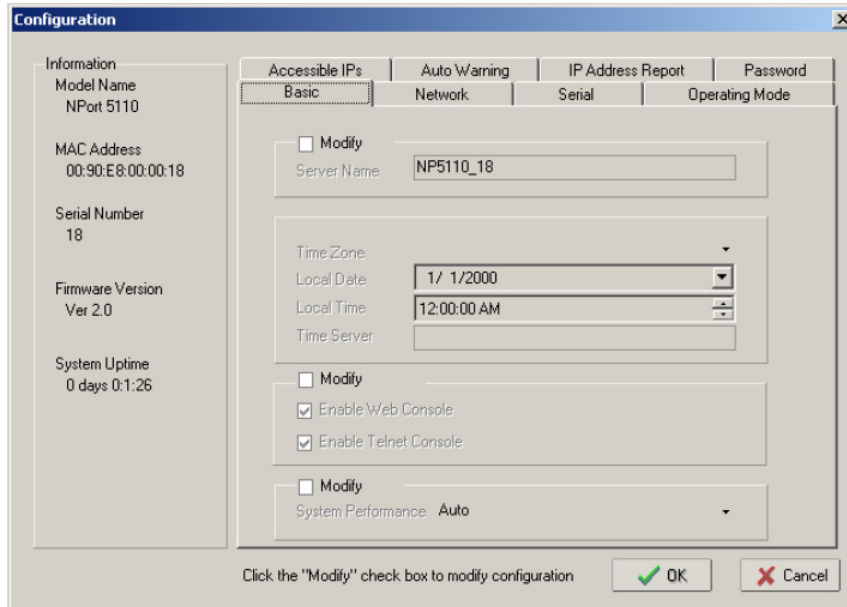 Configuration
Information
Model Name
NPort 5110
MAC Address
00:90:E8:00:00:18
Serial Number
18
Firmware Version
Ver 2.0
System Uptime
0 days 0:1:26
Accessible IPs
Auto Warning
IP Address Report
Password
Basic
Network
Serial
Operating Mode
Modify
Server Name NP5110_18
Time Zone
Local Date 1/ 1/2000
Local Time 12:00:00 AM
Time Server
Modify
Enable Web Console
Enable Telnet Console
Modify
System Performance Auto
Click the "Modify" check box to modify configuration
OK
Cancel